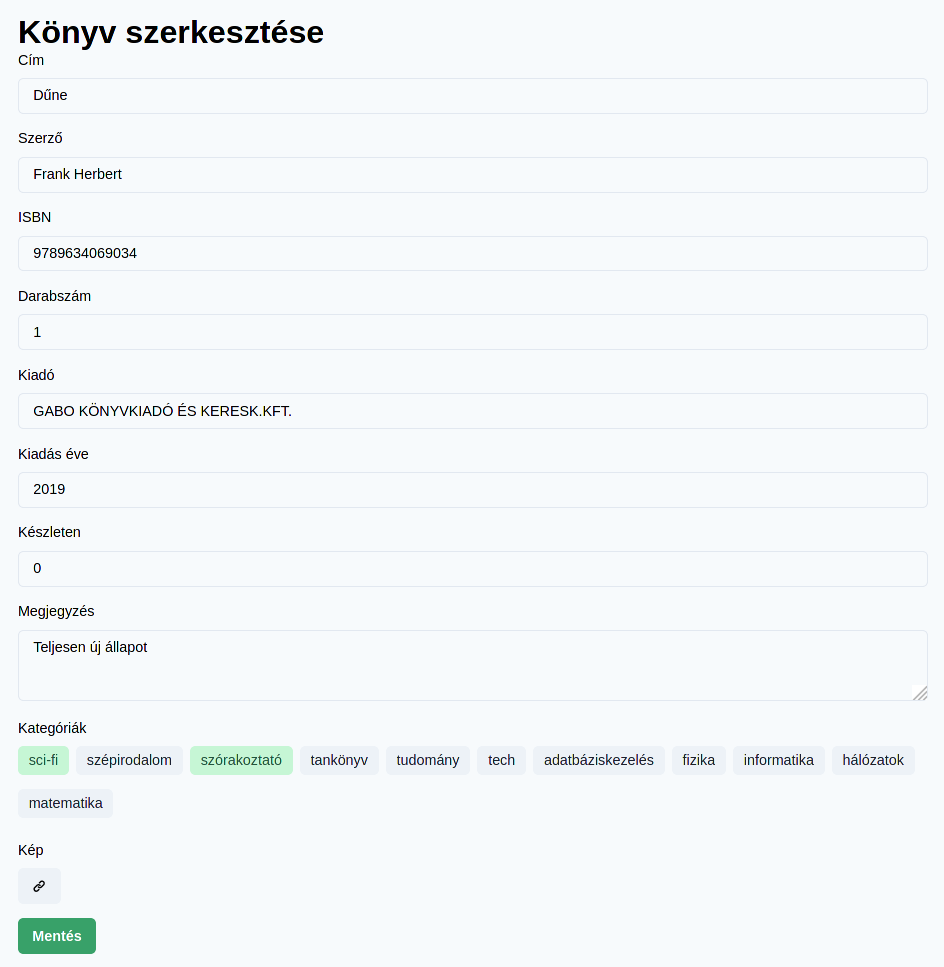 Könyv szerkesztése
Cím
Dűne
Szerző
Frank Herbert
ISBN
9789634069034
Darabszám
1
Kiadó
GABO KÖNYVKIADÓ ÉS KERESK.KFT.
Kiadás éve
2019
Készleten
0
Megjegyzés
Teljesen új állapot
Kategóriák
sci-fi szépirodalom szórakoztató tankönyv tudomány tech adatbáziskezelés fizika informatika hálózatok
matematika
Kép
Mentés